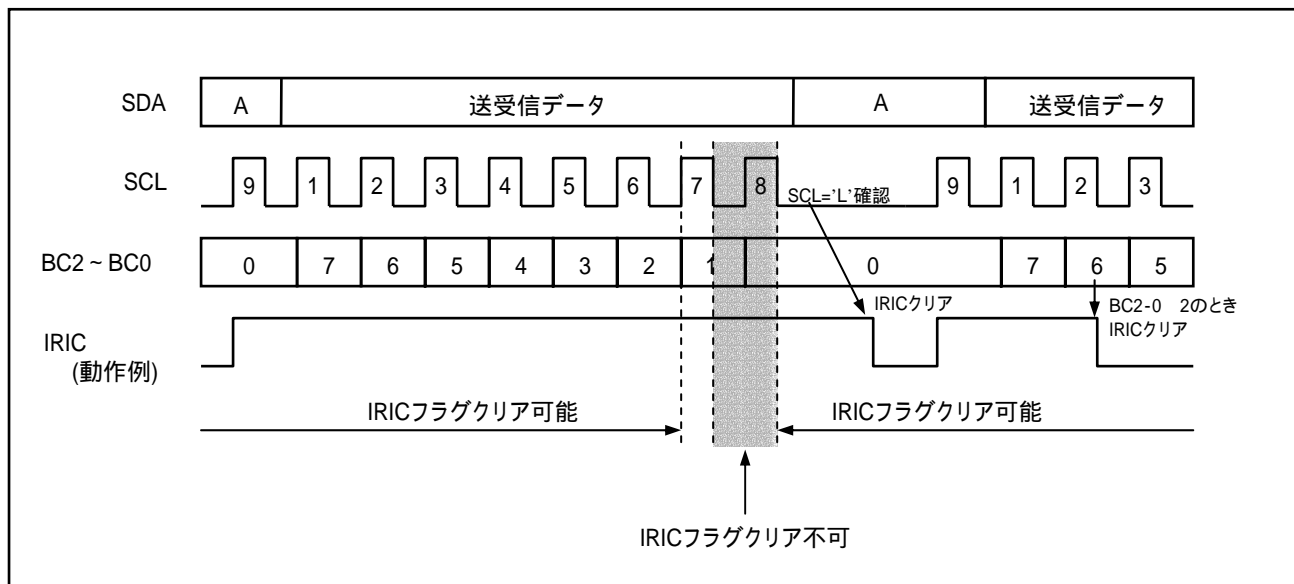 SDA A 送受信データ A 送受信データ
SCL 9 1 2 3 4 5 6 7 8 SCL='L'確認 9 1 2 3
BC2 ~ BC0 0 7 6 5 4 3 2 1 0 7 6 5
IRICクリア
BC2-0 2のとき
IRICクリア
IRIC
(動作例)
IRICフラグクリア可能 IRICフラグクリア可能
IRICフラグクリア不可